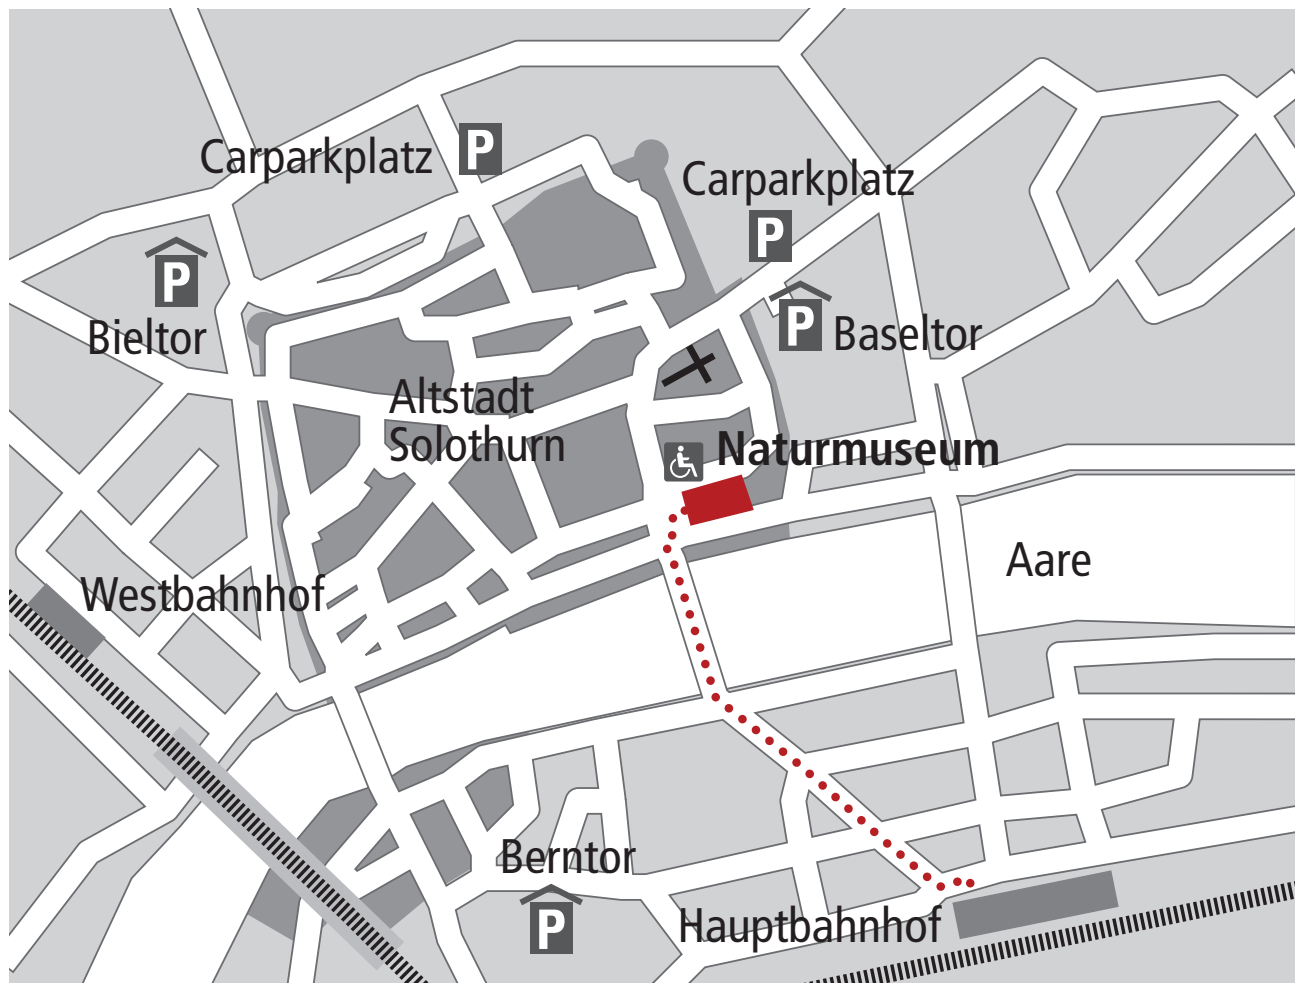 Carparkplatz P
Carparkplatz
P
P
Bieltor
P Baseltor
Altstadt
Solothurn
Naturmuseum
Aare
Westbahnhof
Berntor
P
Hauptbahnhof